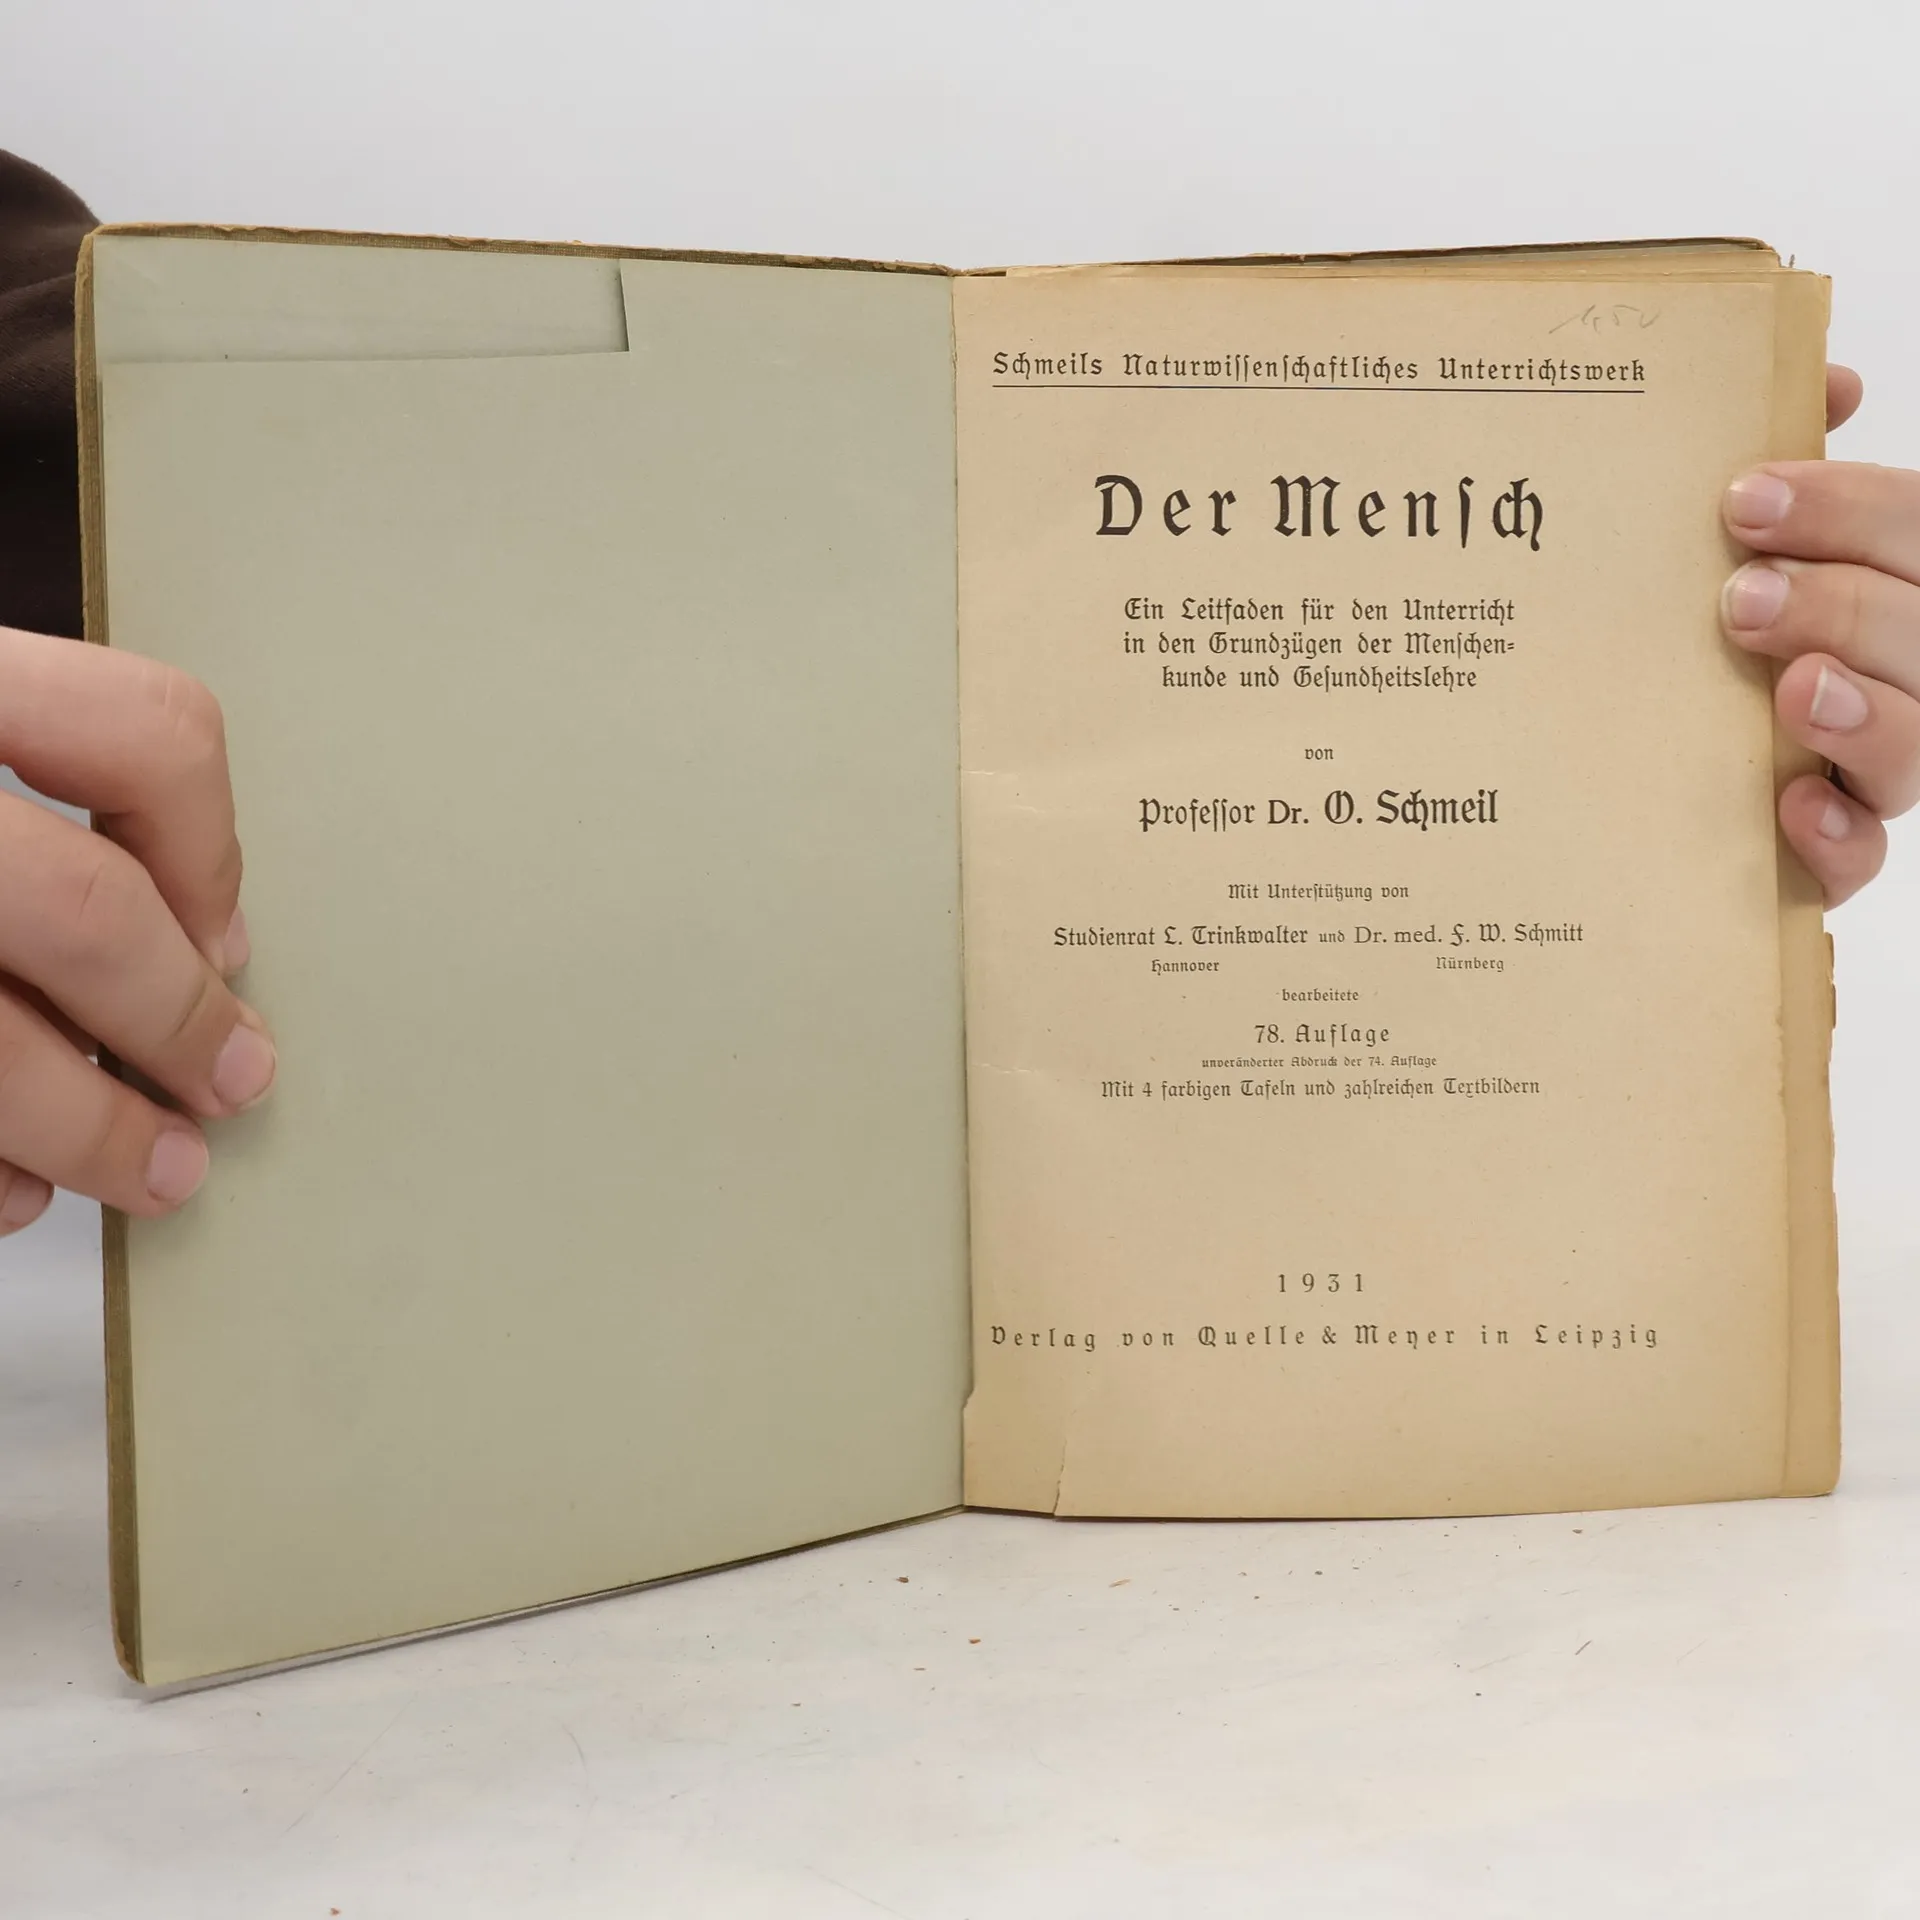 Schmeils Naturwiſſenſchaftliches Unterrichtswerk
Der Menſch
Ein Leitfaden für den Unterricht
in den Grundzügen der Menſchen-
kunde und Geſundheitslehre
von
Profeſſor Dr. O. Schmeil
Mit Unterſtützung von
Studienrat L. Trinkwalter und Dr. med. F. W. Schmitt
Hannover Nürnberg
bearbeitete
78. Auflage
unveränderter Abdruck der 74. Auflage
Mit 4 farbigen Tafeln und zahlreichen Textbildern
1931
Verlag von Quelle & Meyer in Leipzig